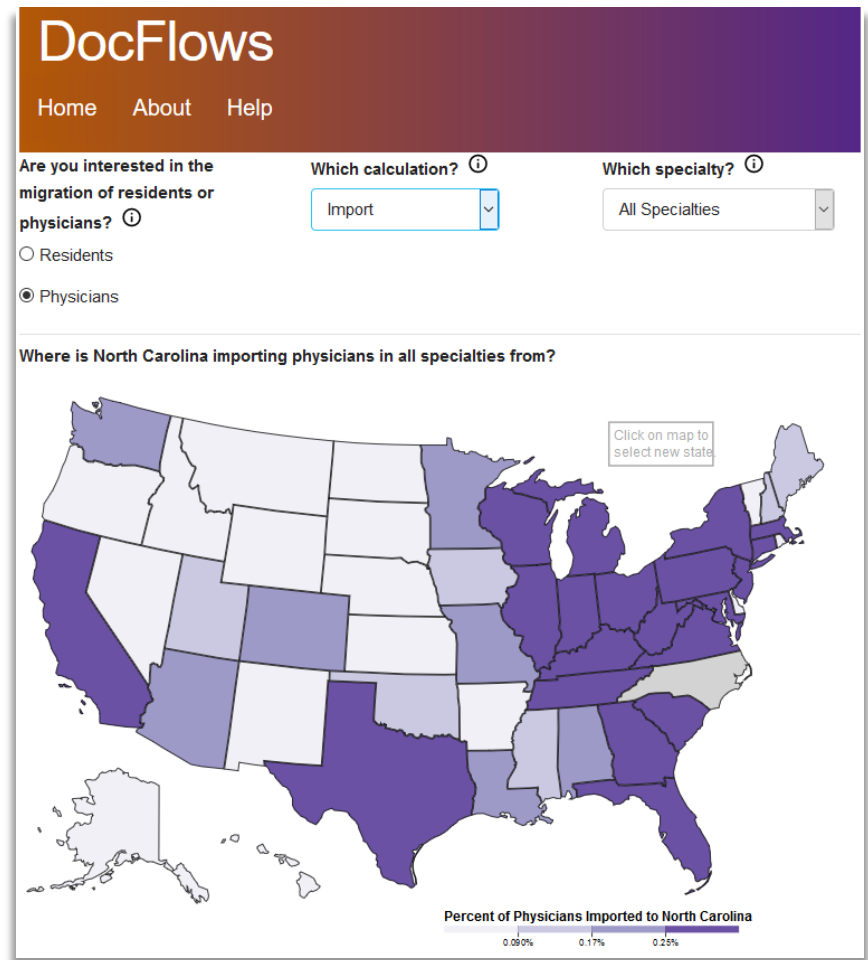 DocFlows
Home About Help
Are you interested in the
migration of residents or
physicians?
Residents
Physicians
Which calculation?
Import
Which specialty?
All Specialties
Where is North Carolina importing physicians in all specialties from?
Click on map to
select new state.
Percent of Physicians Imported to North Carolina
0.090% 0.17% 0.25%